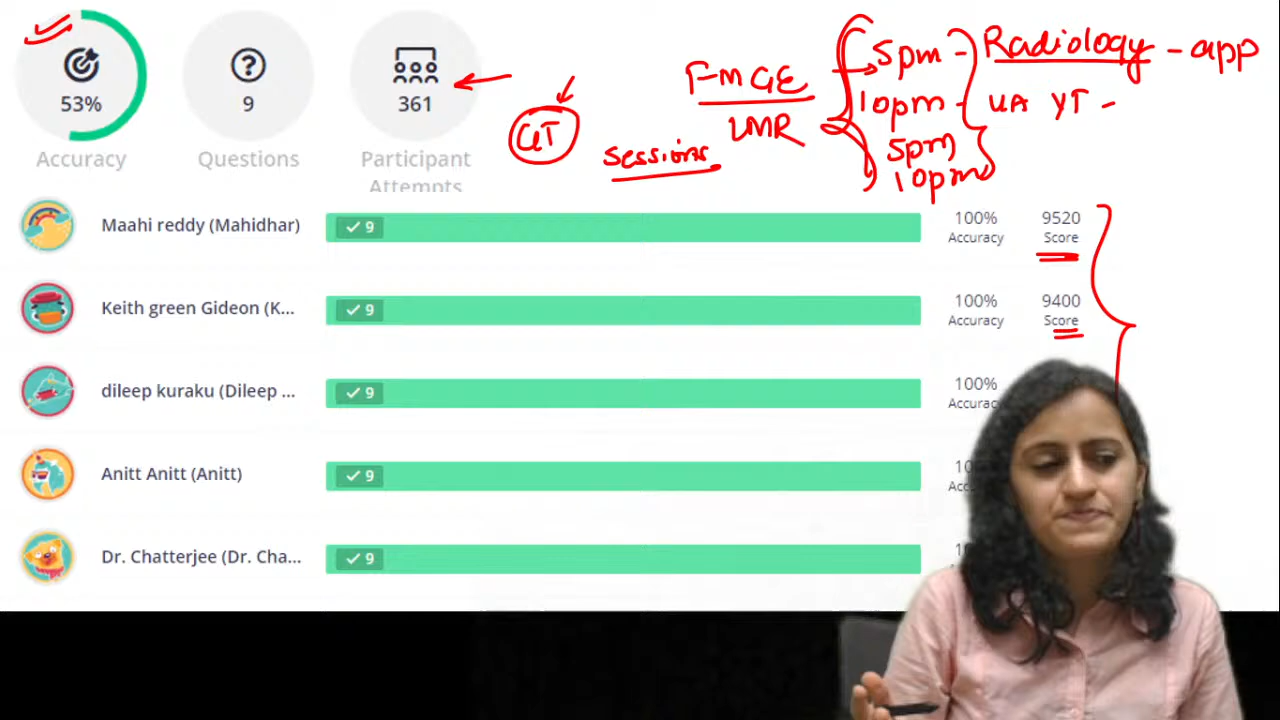 53%
Accuracy
9
Questions
361
Participant
Attempts
GT
sessions
FMGE
LMR
5pm - Radiology - app
10pm - UA YT -
5pm
10pm
Maahi reddy (Mahidhar)
9
100%
Accuracy
9520
Score
Keith green Gideon (K...
9
100%
Accuracy
9400
Score
dileep kuraku (Dileep ...
9
100%
Anitt Anitt (Anitt)
9
Dr. Chatterjee (Dr. Cha...
9